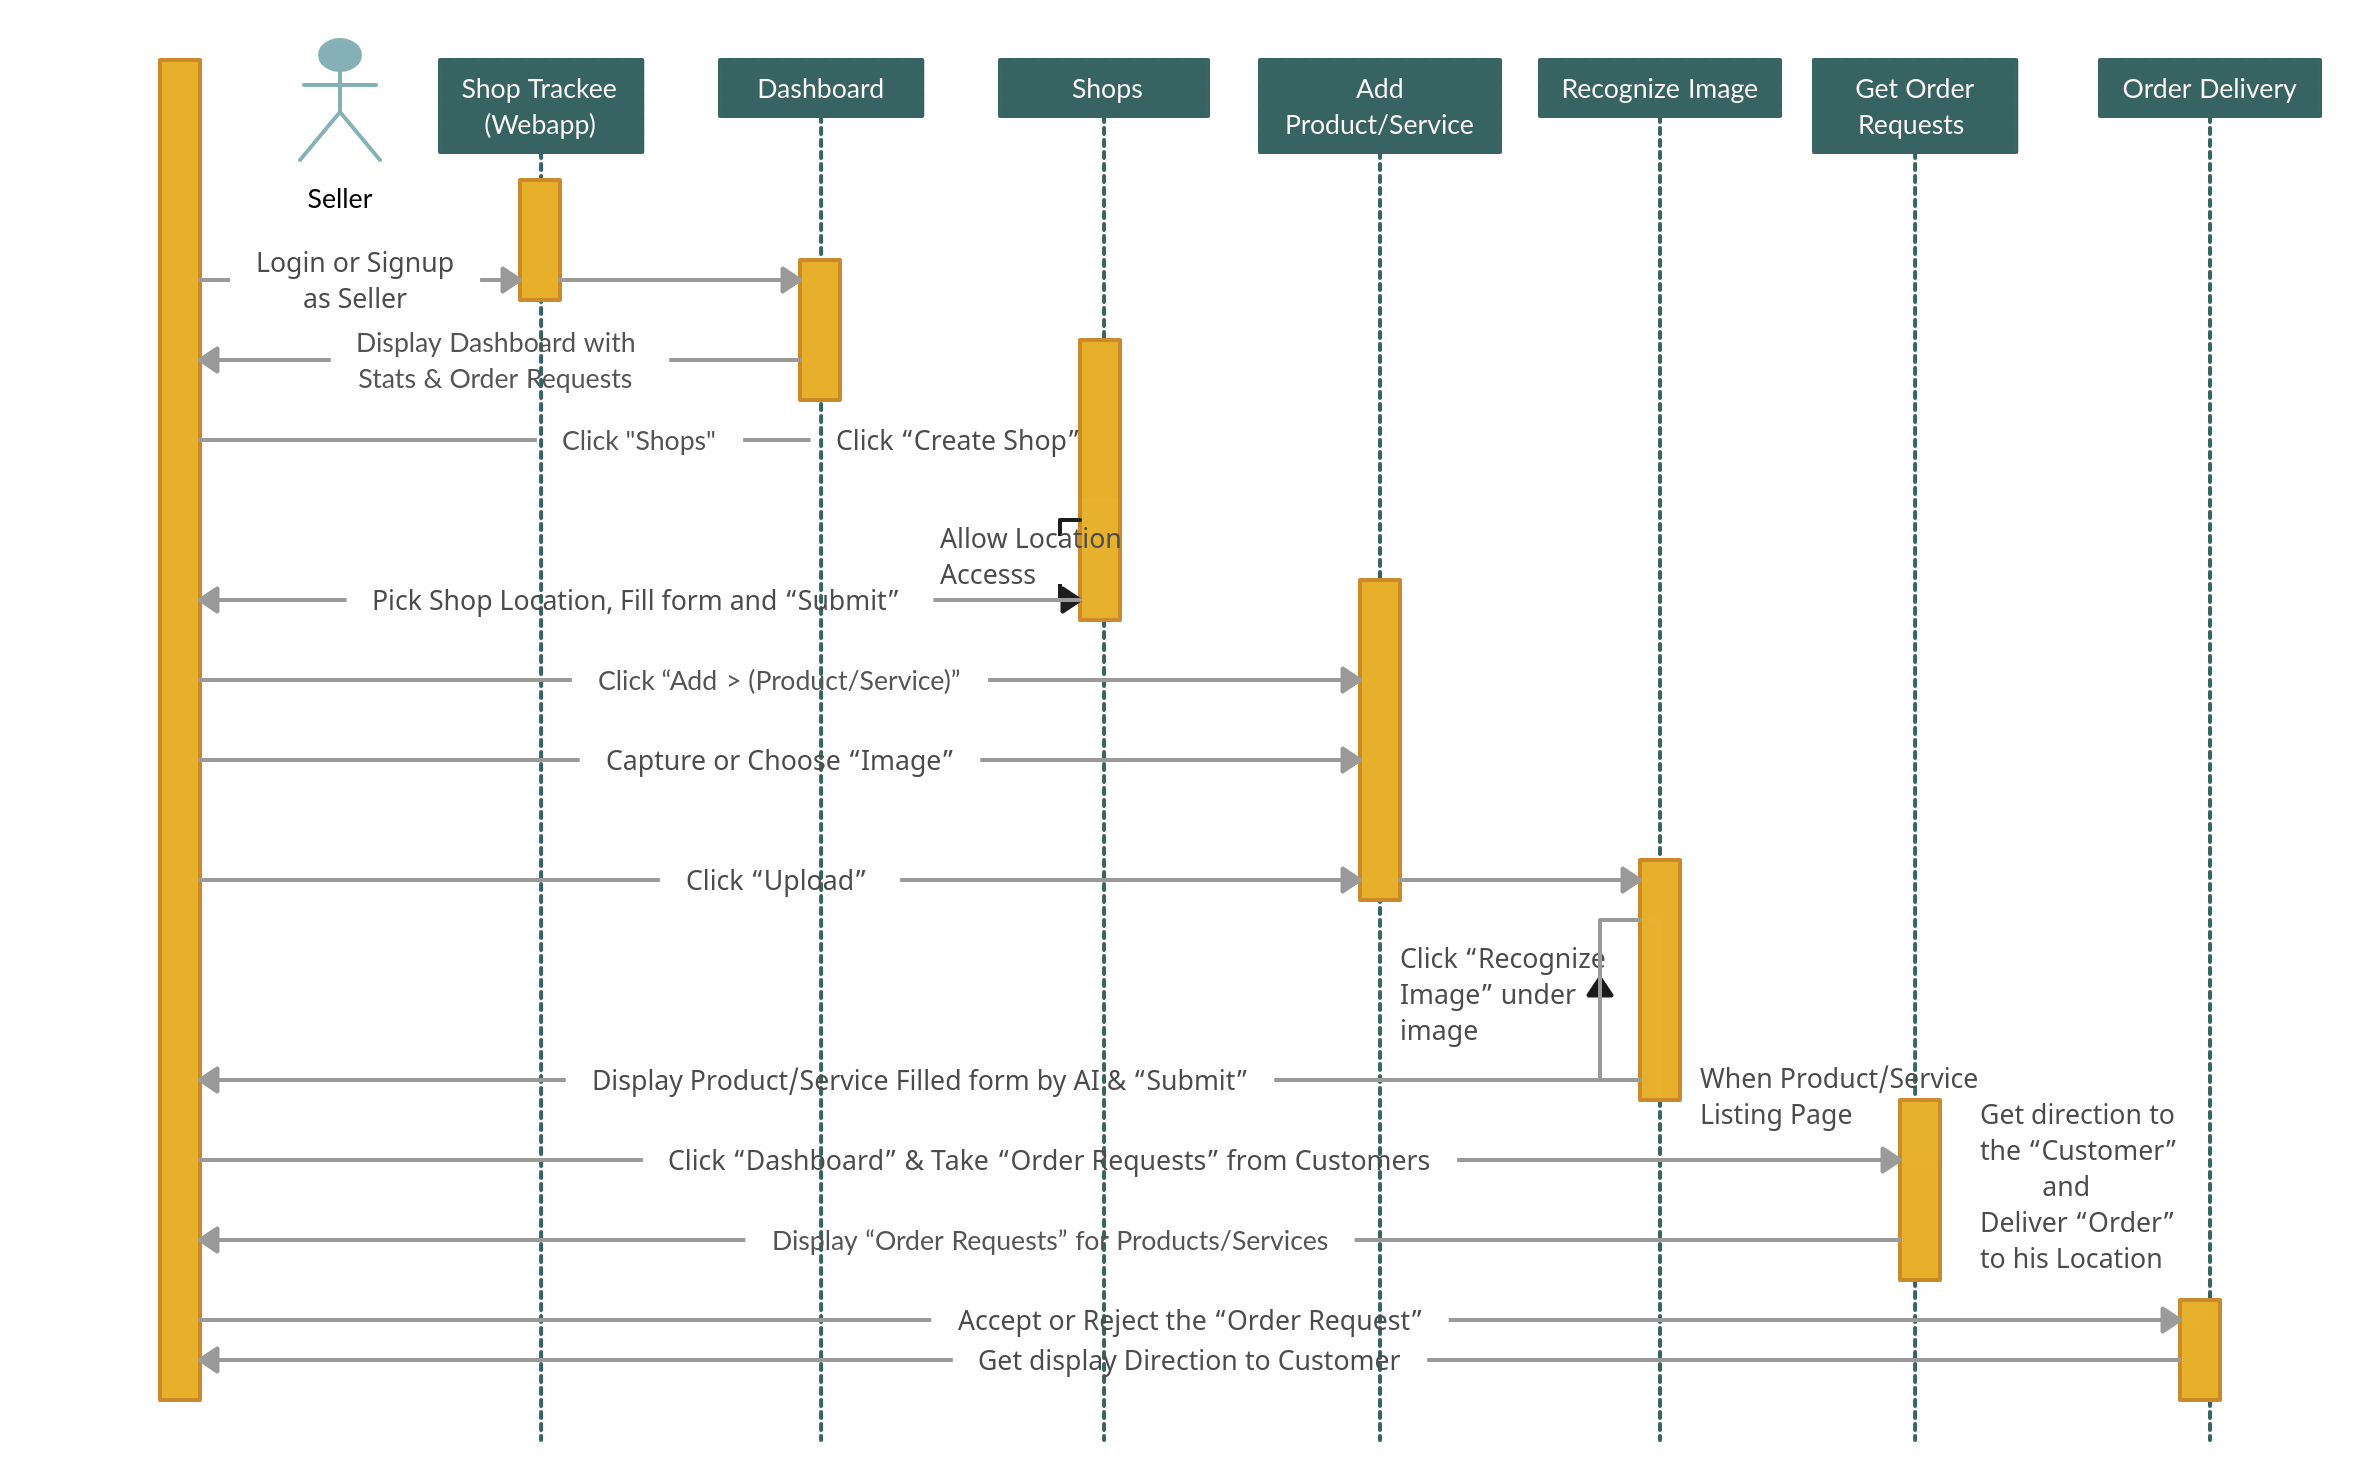 Shop Trackee
(Webapp)
Dashboard
Shops
Add
Product/Service
Recognize Image
Get Order
Requests
Order Delivery
Seller
Login or Signup
as Seller
Display Dashboard with
Stats & Order Requests
Click "Shops"
Click “Create Shop”
Allow Location
Accesss
Pick Shop Location, Fill form and “Submit”
Click “Add > (Product/Service)”
Capture or Choose “Image”
Click “Upload”
Click “Recognize
Image” under
image
Display Product/Service Filled form by AI & “Submit”
When Product/Service
Listing Page
Get direction to
the “Customer”
and
Deliver “Order”
to his Location
Click “Dashboard” & Take “Order Requests” from Customers
Display “Order Requests” for Products/Services
Accept or Reject the “Order Request”
Get display Direction to Customer